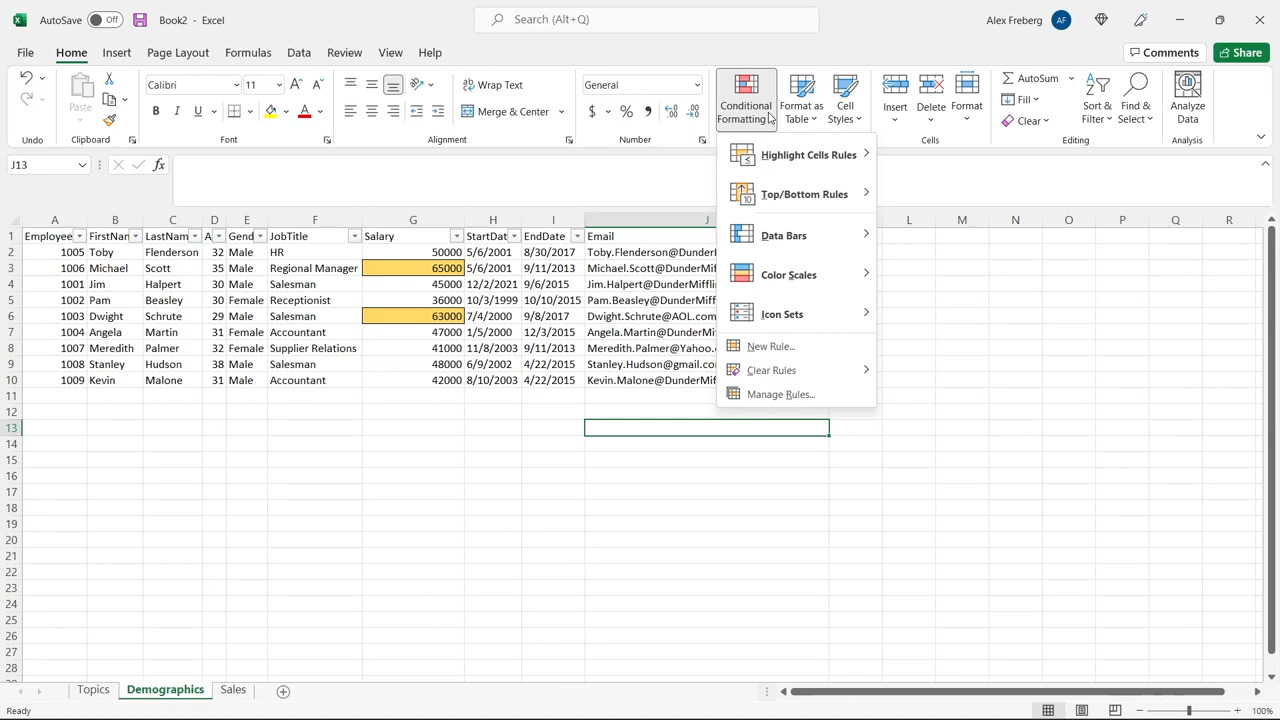 AutoSave Off Book2 - Excel Search (Alt+Q) Alex Freberg AF
File Home Insert Page Layout Formulas Data Review View Help Comments Share
Calibri 11 Wrap Text General AutoSum
Paste B I U Merge & Center $ % Conditional Formatting Format as Table Cell Styles Insert Delete Format Fill Sort & Filter Find & Select Analyze Data
Clear
Undo Clipboard Font Alignment Number Cells Editing Analysis
J13 fx
Highlight Cells Rules
Top/Bottom Rules
Data Bars
Color Scales
Icon Sets
New Rule...
Clear Rules
Manage Rules...
A B C D E F G H I J L M N O P Q R
1 Employee FirstNan LastNam A Gend JobTitle Salary StartDat EndDate Email
2 1005 Toby Flenderson 32 Male HR 50000 5/6/2001 8/30/2017 Toby.Flenderson@DunderM
3 1006 Michael Scott 35 Male Regional Manager 65000 5/6/2001 9/11/2013 Michael.Scott@DunderMif
4 1001 Jim Halpert 30 Male Salesman 45000 12/2/2021 9/6/2015 Jim.Halpert@DunderMifflin
5 1002 Pam Beasley 30 Female Receptionist 36000 10/3/1999 10/10/2015 Pam.Beasley@DunderMiffl
6 1003 Dwight Schrute 29 Male Salesman 63000 7/4/2000 9/8/2017 Dwight.Schrute@AOL.com
7 1004 Angela Martin 31 Female Accountant 47000 1/5/2000 12/3/2015 Angela.Martin@DunderMif
8 1007 Meredith Palmer 32 Female Supplier Relations 41000 11/8/2003 9/11/2013 Meredith.Palmer@Yahoo.c
9 1008 Stanley Hudson 38 Male Salesman 48000 6/9/2002 4/22/2015 Stanley.Hudson@gmail.com
10 1009 Kevin Malone 31 Male Accountant 42000 8/10/2003 4/22/2015 Kevin.Malone@DunderMif
11
12
13
14
15
16
17
18
19
20
21
22
23
24
25
26
27
28
Topics Demographics Sales
Ready 100%